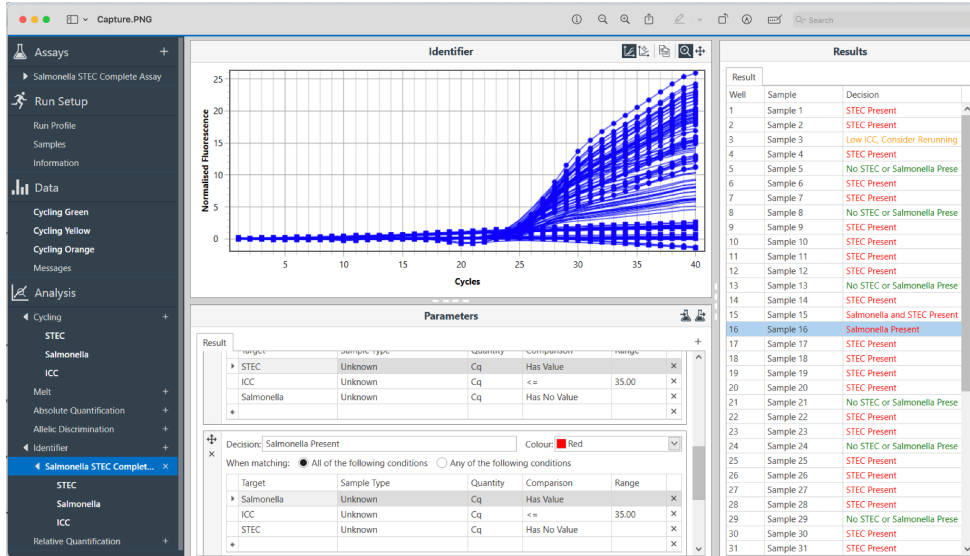 Capture.PNG
Search
Assays
Salmonella STEC Complete Assay
Run Setup
Run Profile
Samples
Information
Data
Cycling Green
Cycling Yellow
Cycling Orange
Messages
Analysis
Cycling
STEC
Salmonella
ICC
Melt
Absolute Quantification
Allelic Discrimination
Identifier
Salmonella STEC Complet...
STEC
Salmonella
ICC
Relative Quantification
Identifier
Normalised Fluorescence
25
20
15
10
5
0
5 10 15 20 25 30 35 40
Cycles
Parameters
Result
Target Sample Type Quantity Comparison Range
STEC Unknown Cq Has Value
ICC Unknown Cq <= 35.00
Salmonella Unknown Cq Has No Value
Decision: Salmonella Present Colour: Red
When matching: All of the following conditions Any of the following conditions
Target Sample Type Quantity Comparison Range
Salmonella Unknown Cq Has Value
ICC Unknown Cq <= 35.00
STEC Unknown Cq Has No Value
Results
Result
Well Sample Decision
1 Sample 1 STEC Present
2 Sample 2 STEC Present
3 Sample 3 Low ICC, Consider Rerunning
4 Sample 4 STEC Present
5 Sample 5 No STEC or Salmonella Prese
6 Sample 6 STEC Present
7 Sample 7 STEC Present
8 Sample 8 No STEC or Salmonella Prese
9 Sample 9 STEC Present
10 Sample 10 STEC Present
11 Sample 11 STEC Present
12 Sample 12 STEC Present
13 Sample 13 No STEC or Salmonella Prese
14 Sample 14 STEC Present
15 Sample 15 Salmonella and STEC Present
16 Sample 16 Salmonella Present
17 Sample 17 STEC Present
18 Sample 18 STEC Present
19 Sample 19 STEC Present
20 Sample 20 STEC Present
21 Sample 21 No STEC or Salmonella Prese
22 Sample 22 STEC Present
23 Sample 23 STEC Present
24 Sample 24 No STEC or Salmonella Prese
25 Sample 25 STEC Present
26 Sample 26 STEC Present
27 Sample 27 STEC Present
28 Sample 28 STEC Present
29 Sample 29 No STEC or Salmonella Prese
30 Sample 30 STEC Present
31 Sample 31 STEC Present